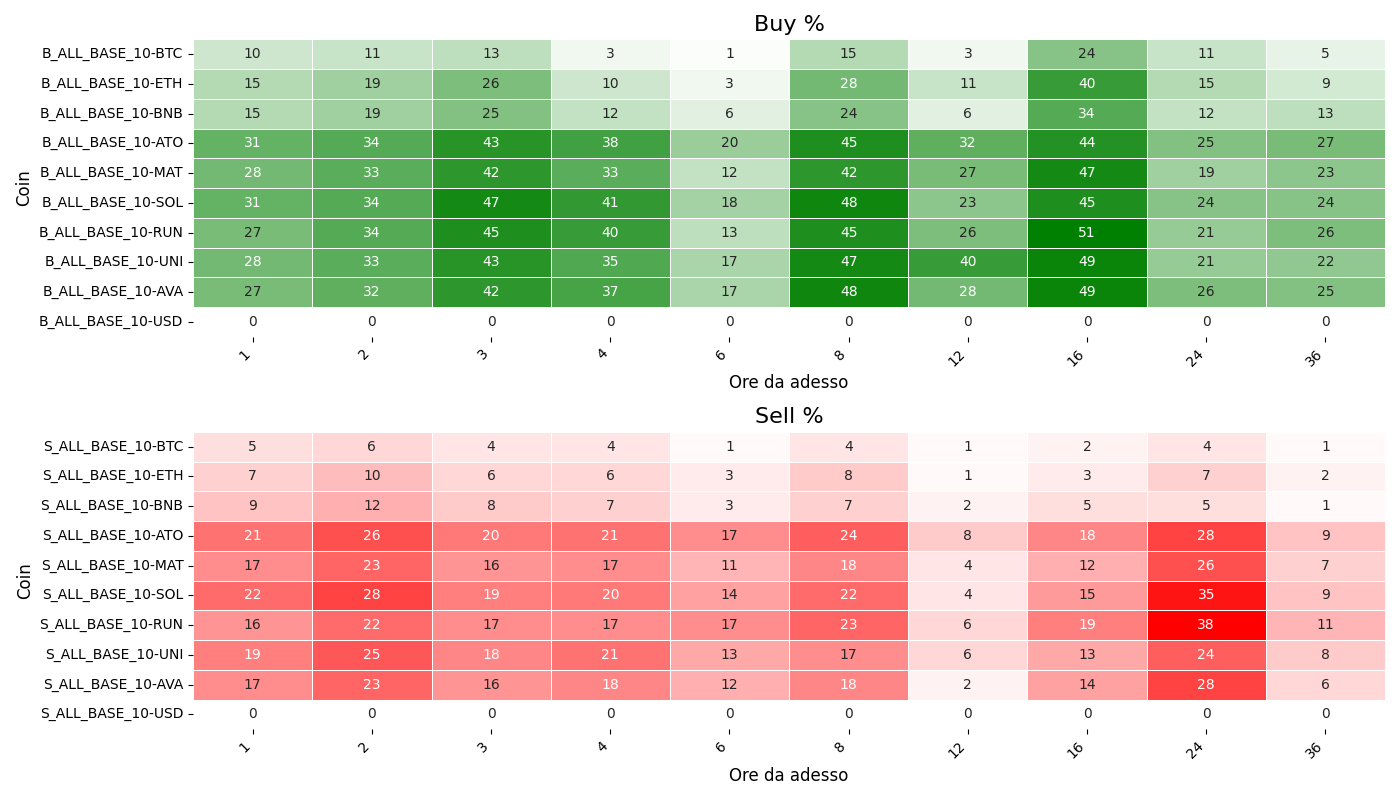 Buy %
Coin
B_ALL_BASE_10-BTC 10 11 13 3 1 15 3 24 11 5
B_ALL_BASE_10-ETH 15 19 26 10 3 28 11 40 15 9
B_ALL_BASE_10-BNB 15 19 25 12 6 24 6 34 12 13
B_ALL_BASE_10-ATO 31 34 43 38 20 45 32 44 25 27
B_ALL_BASE_10-MAT 28 33 42 33 12 42 27 47 19 23
B_ALL_BASE_10-SOL 31 34 47 41 18 48 23 45 24 24
B_ALL_BASE_10-RUN 27 34 45 40 13 45 26 51 21 26
B_ALL_BASE_10-UNI 28 33 43 35 17 47 40 49 21 22
B_ALL_BASE_10-AVA 27 32 42 37 17 48 28 49 26 25
B_ALL_BASE_10-USD 0 0 0 0 0 0 0 0 0 0
1 2 3 4 6 8 12 16 24 36
Ore da adesso
Sell %
Coin
S_ALL_BASE_10-BTC 5 6 4 4 1 4 1 2 4 1
S_ALL_BASE_10-ETH 7 10 6 6 3 8 1 3 7 2
S_ALL_BASE_10-BNB 9 12 8 7 3 7 2 5 5 1
S_ALL_BASE_10-ATO 21 26 20 21 17 24 8 18 28 9
S_ALL_BASE_10-MAT 17 23 16 17 11 18 4 12 26 7
S_ALL_BASE_10-SOL 22 28 19 20 14 22 4 15 35 9
S_ALL_BASE_10-RUN 16 22 17 17 17 23 6 19 38 11
S_ALL_BASE_10-UNI 19 25 18 21 13 17 6 13 24 8
S_ALL_BASE_10-AVA 17 23 16 18 12 18 2 14 28 6
S_ALL_BASE_10-USD 0 0 0 0 0 0 0 0 0 0
1 2 3 4 6 8 12 16 24 36
Ore da adesso